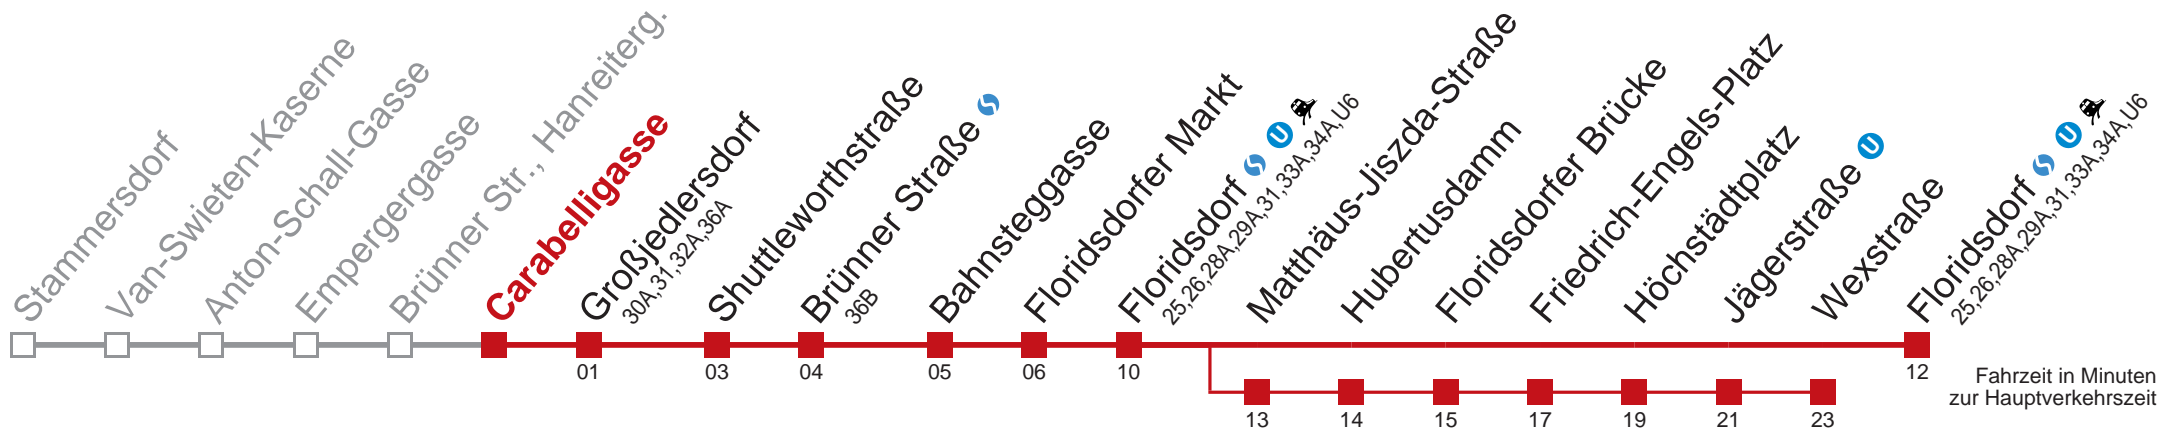 Stammersdorf
Van-Swieten-Kaserne
Anton-Schall-Gasse
Empergergasse
Brünner Str., Hanreiterg.
Carabelligasse
Großjedlersdorf
30A,31,32A,36A
Shuttleworthstraße
Brünner Straße
36B
Bahnsteggasse
Floridsdorfer Markt
Floridsdorf U
25,26,28A,29A,31,33A,34A,U6
Matthäus-Jiszda-Straße
Hubertusdamm
Floridsdorfer Brücke
Friedrich-Engels-Platz
Höchstädtplatz
Jägerstraße U
Wexstraße
Floridsdorf U
25,26,28A,29A,31,33A,34A,U6
01 03 04 05 06 10 12
13 14 15 17 19 21 23
Fahrzeit in Minuten
zur Hauptverkehrszeit